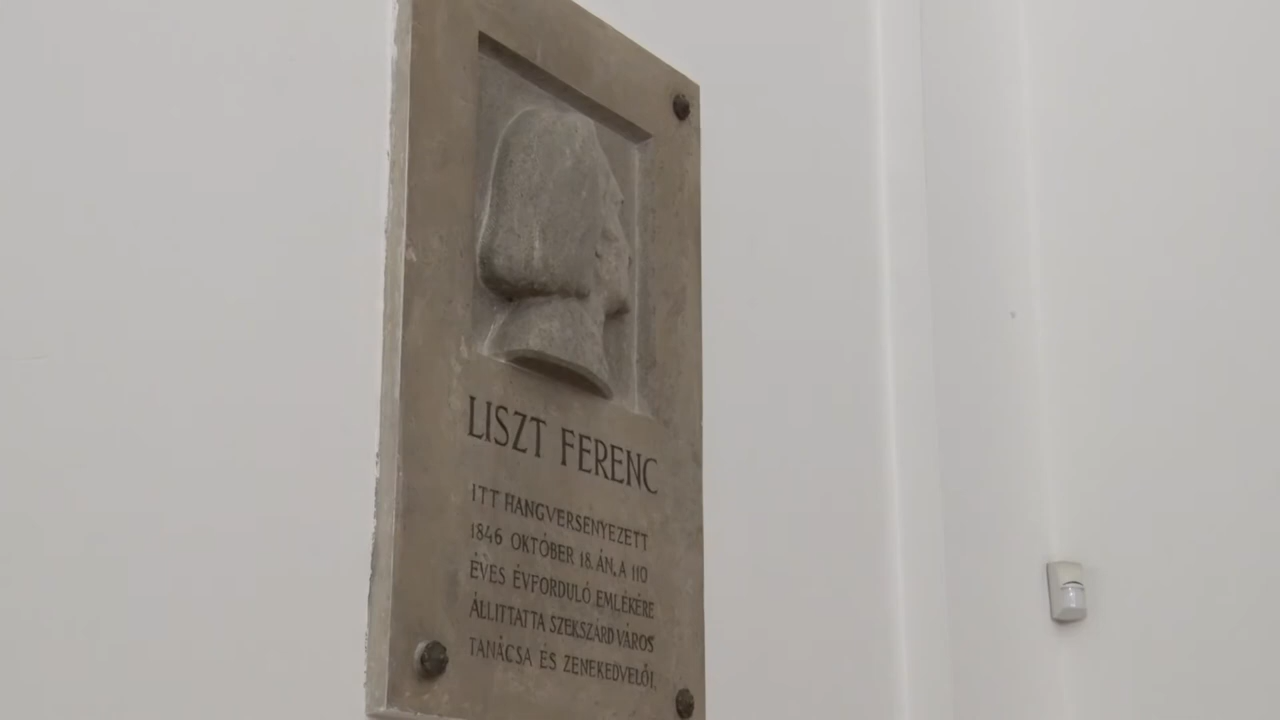 LISZT FERENC
ITT HANGVERSENYEZETT
1846 OKTÓBER 18.ÁN, A 110
ÉVES ÉVFORDULÓ EMLÉKÉRE
ÁLLITTATTA SZEKSZÁRD VÁROS
TANÁCSA ÉS ZENEKEDVELŐI.